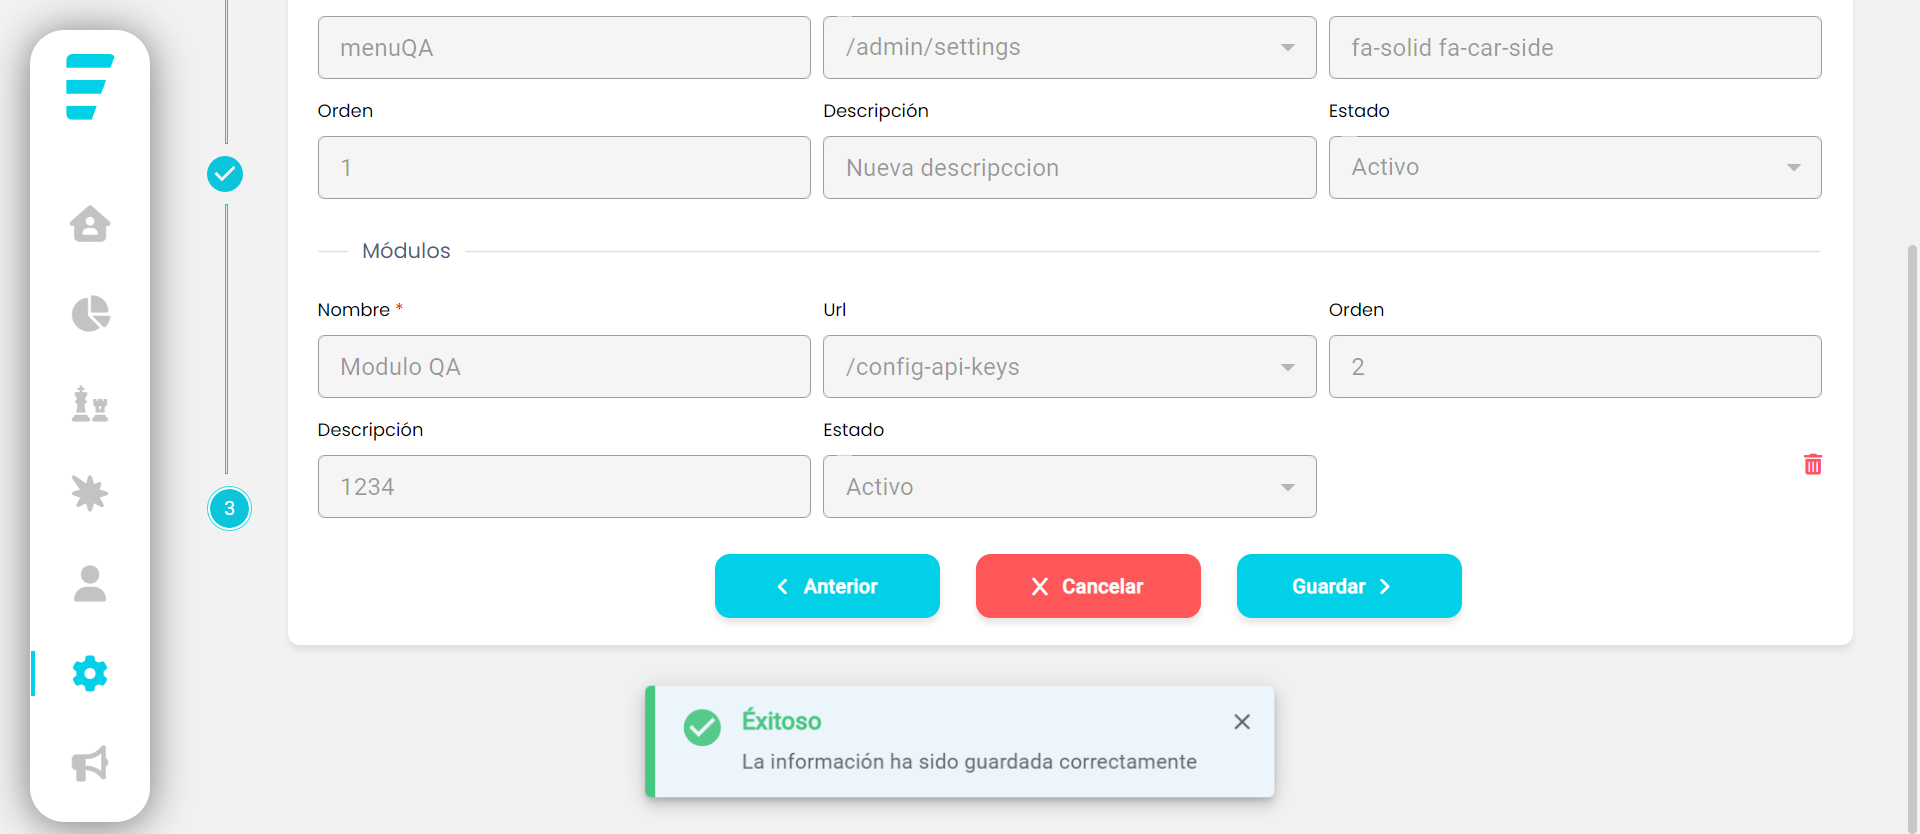 menuQA /admin/settings fa-solid fa-car-side
Orden Descripción Estado
1 Nueva descripccion Activo
Módulos
Nombre * Url Orden
Modulo QA /config-api-keys 2
Descripción Estado
1234 Activo
3
Anterior Cancelar Guardar
Éxitoso
La información ha sido guardada correctamente